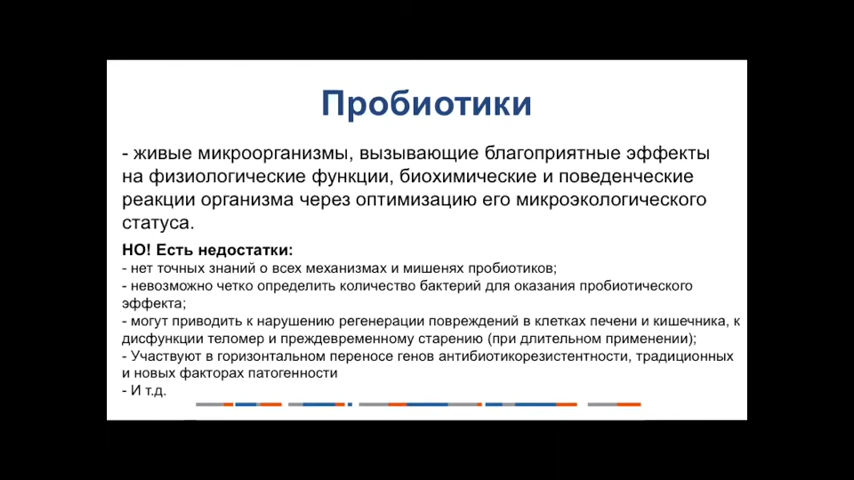 Пробиотики
- живые микроорганизмы, вызывающие благоприятные эффекты
на физиологические функции, биохимические и поведенческие
реакции организма через оптимизацию его микроэкологического
статуса.
НО! Есть недостатки:
- нет точных знаний о всех механизмах и мишенях пробиотиков;
- невозможно четко определить количество бактерий для оказания пробиотического
эффекта;
- могут приводить к нарушению регенерации повреждений в клетках печени и кишечника, к
дисфункции теломер и преждевременному старению (при длительном применении);
- Участвуют в горизонтальном переносе генов антибиотикорезистентности, традиционных
и новых факторов патогенности
- И т.д.